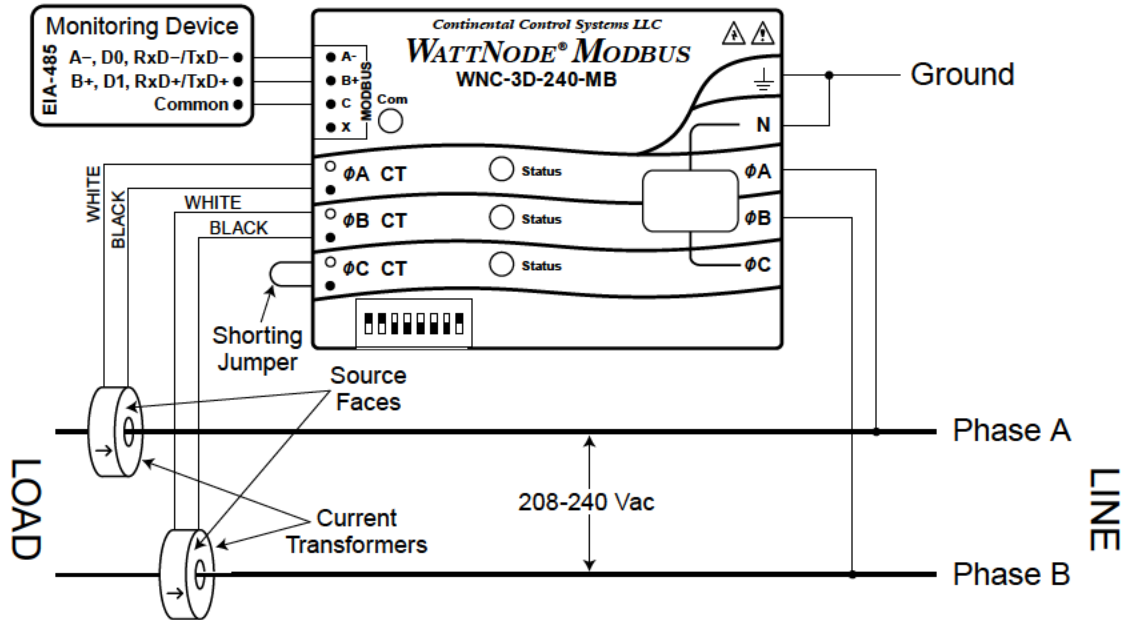 Monitoring Device
EIA-485
A−, D0, RxD−/TxD−
B+, D1, RxD+/TxD+
Common
Continental Control Systems LLC
WATTNODE® MODBUS
WNC-3D-240-MB
A-
B+
C
X
MODBUS
Com
Ground
N
WHITE
BLACK
ϕA CT
Status
ϕA
WHITE
BLACK
ϕB CT
Status
ϕB
ϕC CT
Status
ϕC
Shorting
Jumper
Source
Faces
Phase A
LOAD
208-240 Vac
LINE
Current
Transformers
Phase B